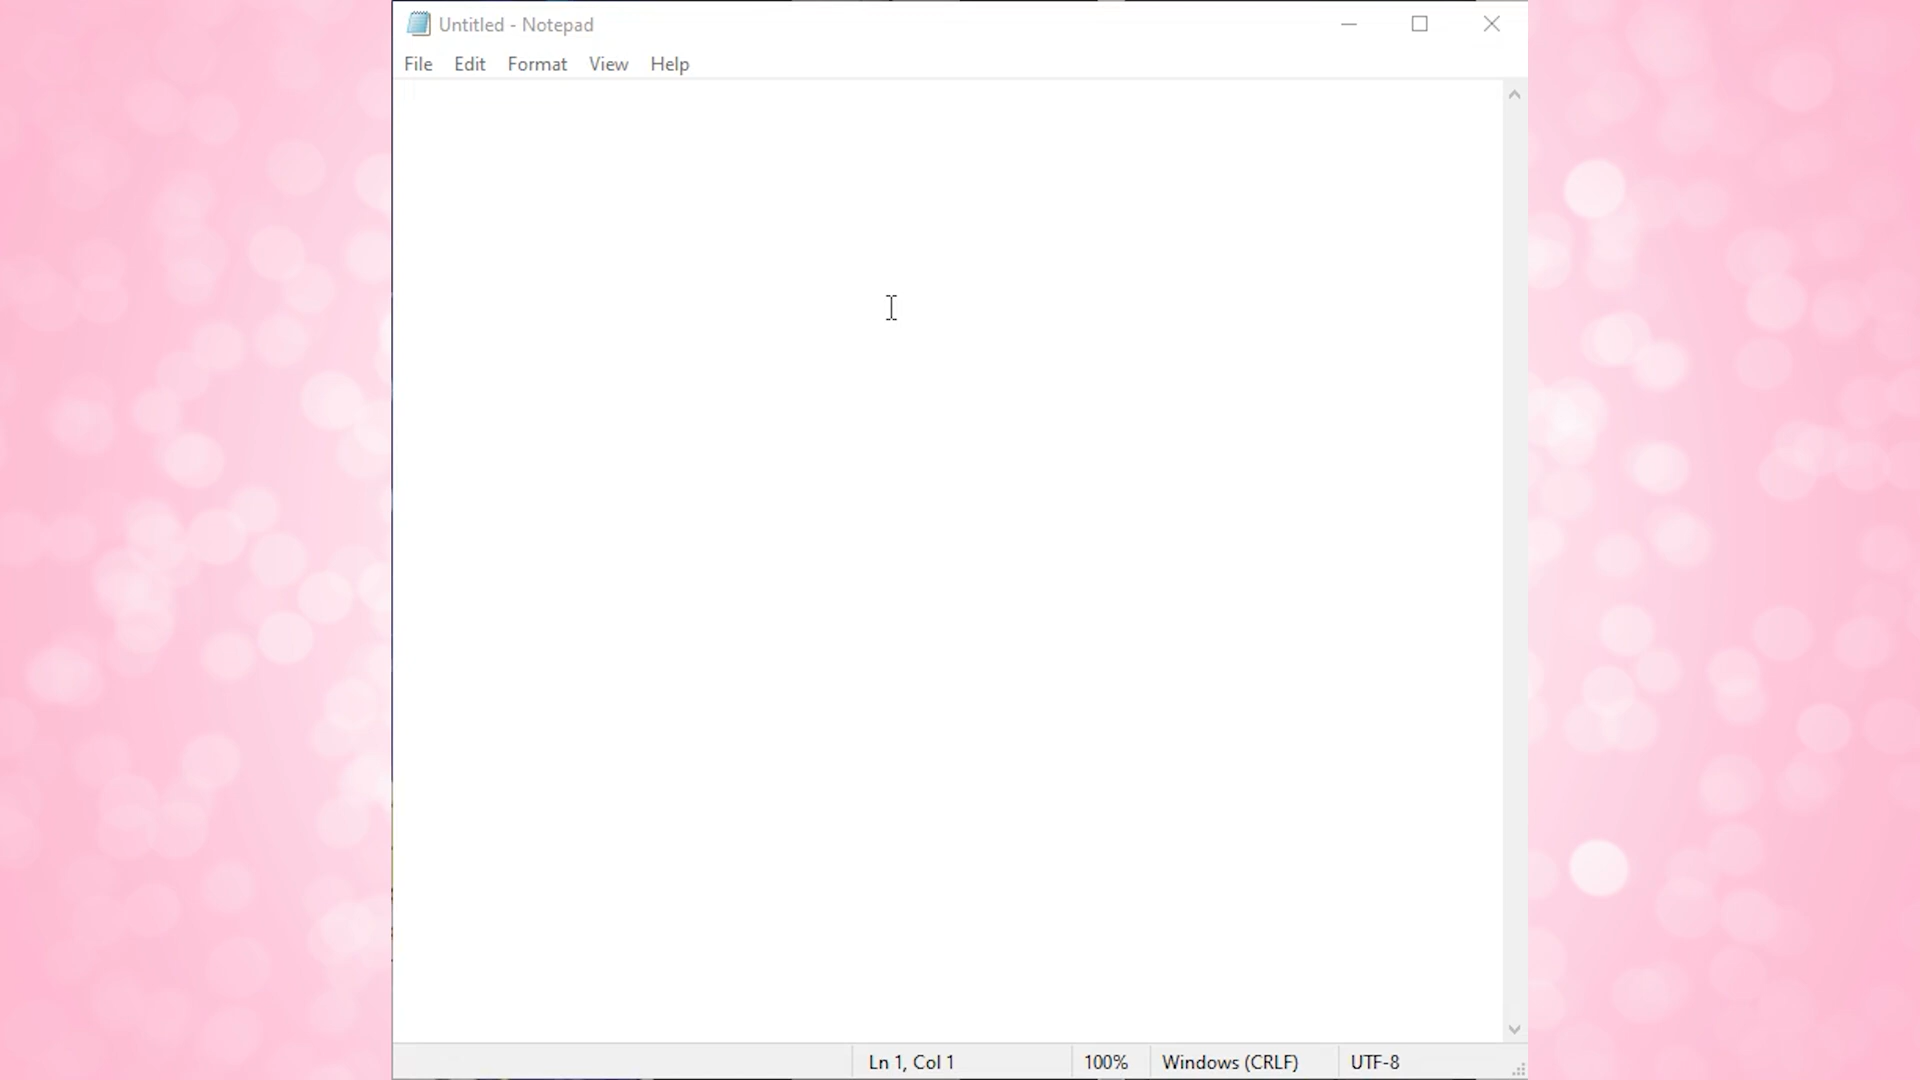 Untitled - Notepad
File Edit Format View Help
Ln 1, Col 1 100% Windows (CRLF) UTF-8